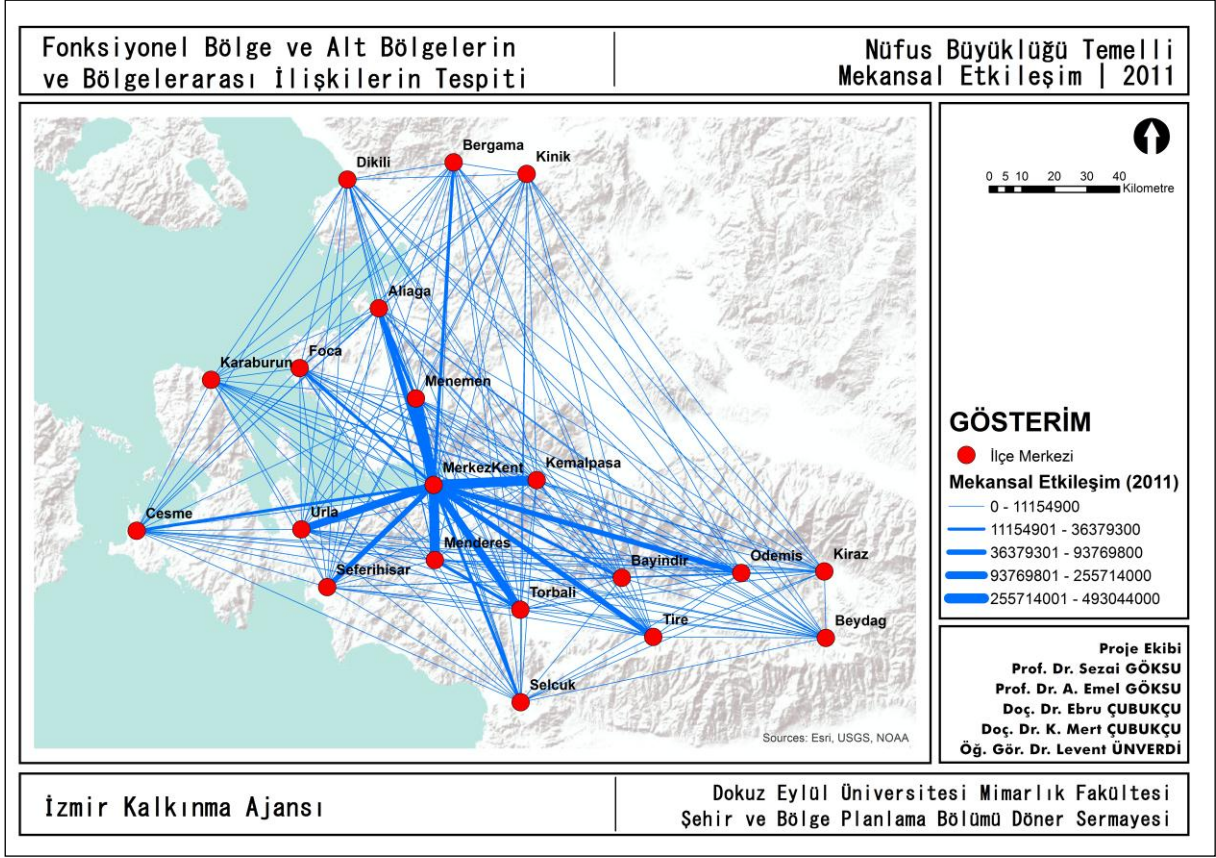 Fonksiyonel Bölge ve Alt Bölgelerin
ve Bölgelerarası İlişkilerin Tespiti
Nüfus Büyüklüğü Temelli
Mekansal Etkileşim | 2011
Dikili
Bergama
Kinik
Aliaga
Karaburun
Foca
Menemen
MerkezKent
Kemalpasa
Cesme
Urla
Menderes
Seferihisar
Bayindir
Odemis
Kiraz
Torbali
Tire
Beydag
Selcuk
Sources: Esri, USGS, NOAA
0 5 10 20 30 40
Kilometre
GÖSTERİM
İlçe Merkezi
Mekansal Etkileşim (2011)
0 - 11154900
11154901 - 36379300
36379301 - 93769800
93769801 - 255714000
255714001 - 493044000
Proje Ekibi
Prof. Dr. Sezai GÖKSU
Prof. Dr. A. Emel GÖKSU
Doç. Dr. Ebru ÇUBUKÇU
Doç. Dr. K. Mert ÇUBUKÇU
Öğ. Gör. Dr. Levent ÜNVERDİ
İzmir Kalkınma Ajansı
Dokuz Eylül Üniversitesi Mimarlık Fakültesi
Şehir ve Bölge Planlama Bölümü Döner Sermayesi